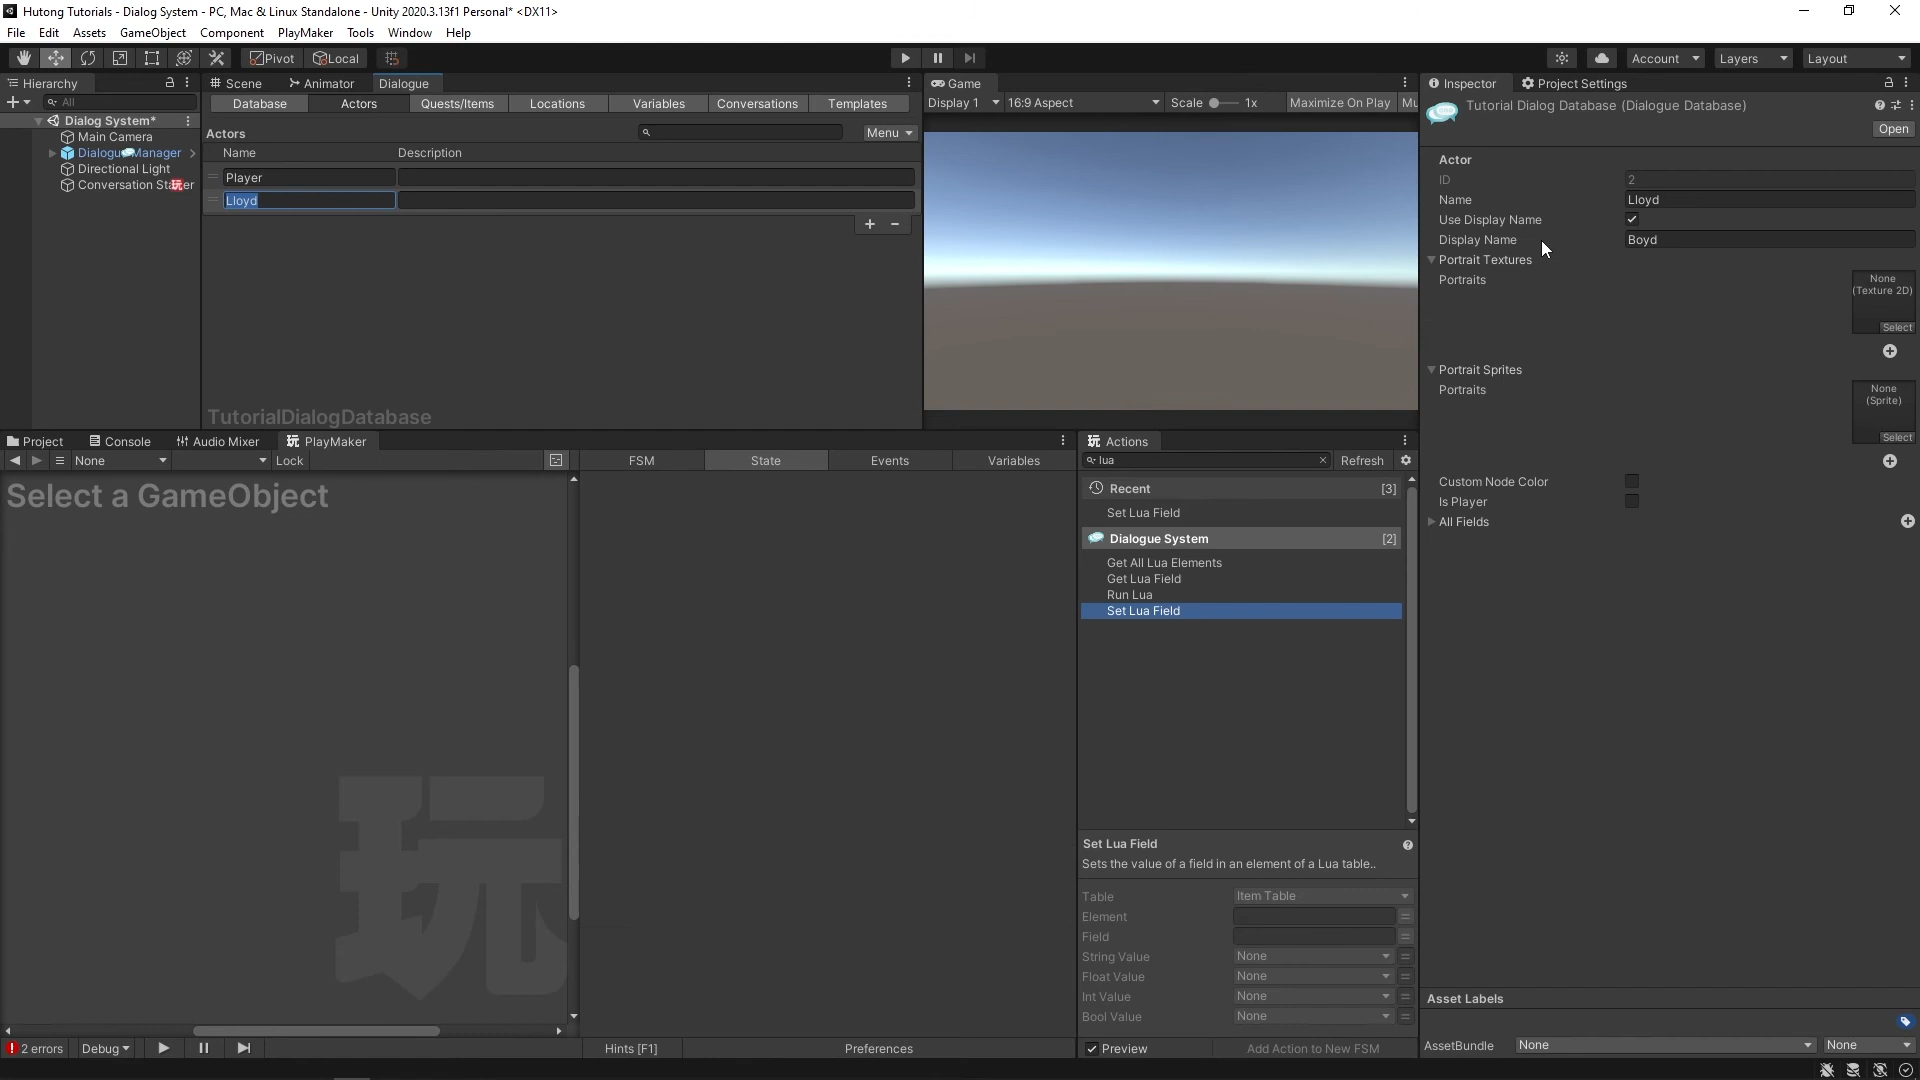 Hutong Tutorials - Dialog System - PC, Mac & Linux Standalone - Unity 2020.3.13f1 Personal* <DX11>
File Edit Assets GameObject Component PlayMaker Tools Window Help
Pivot Local Account Layers Layout
Hierarchy
All
Dialog System*
Main Camera
Directional Light
Scene Animator Dialogue
Database Actors Quests/Items Locations Variables Conversations Templates
Actors Menu
Name Description
Player
Lloyd
TutorialDialogDatabase
Game
Display 1 16:9 Aspect Scale 1x Maximize On Play Mu
Inspector Project Settings
Tutorial Dialog Database (Dialogue Database)
Open
Actor
ID 2
Name Lloyd
Use Display Name
Display Name Boyd
Portrait Textures
Portraits None
(Texture 2D)
Select
Portrait Sprites
Portraits None
(Sprite)
Select
Custom Node Color
Is Player
All Fields
Asset Labels
AssetBundle None None
Project Console Audio Mixer 玩 PlayMaker
None Lock
Select a GameObject
玩
FSM State Events Variables
玩 Actions
lua Refresh
Recent [3]
Set Lua Field
Dialogue System [2]
Get All Lua Elements
Get Lua Field
Run Lua
Set Lua Field
Set Lua Field
Sets the value of a field in an element of a Lua table..
Table Item Table
Element
Field
String Value None
Float Value None
Int Value None
Bool Value None
2 errors Debug Hints [F1] Preferences
Preview Add Action to New FSM